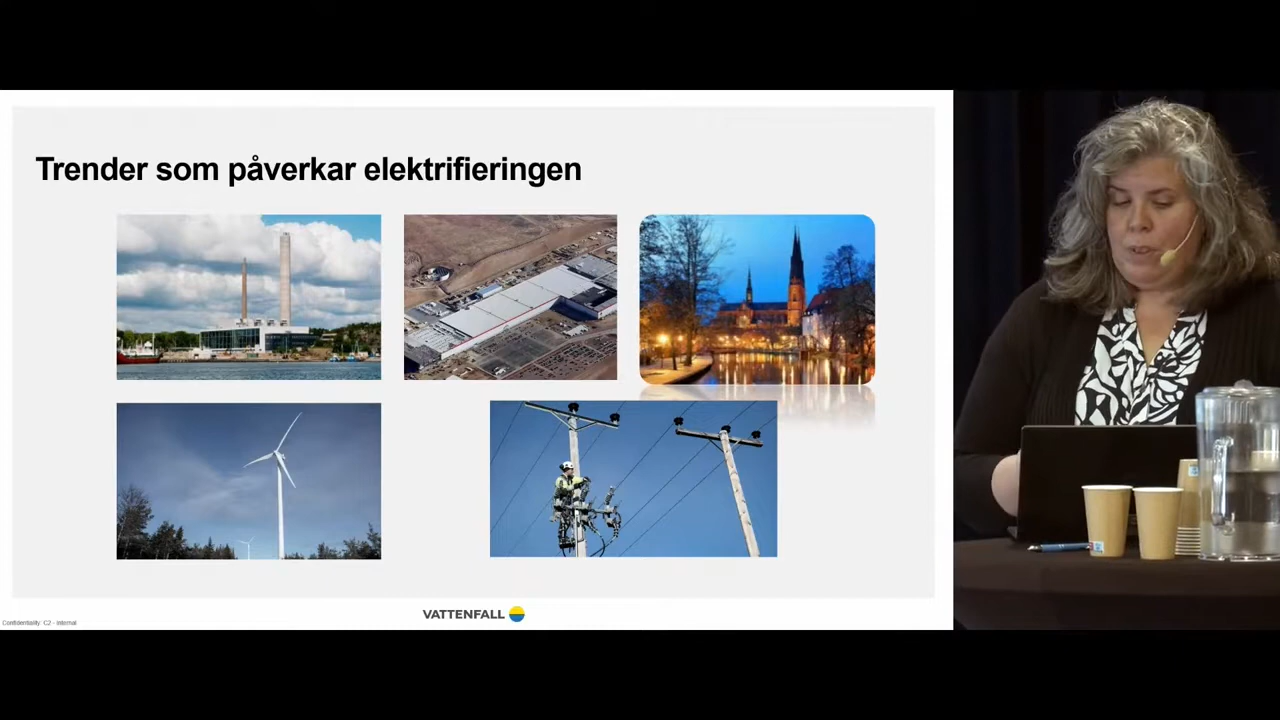 Trender som påverkar elektrifieringen
VATTENFALL
Confidentiality: C2 - Internal